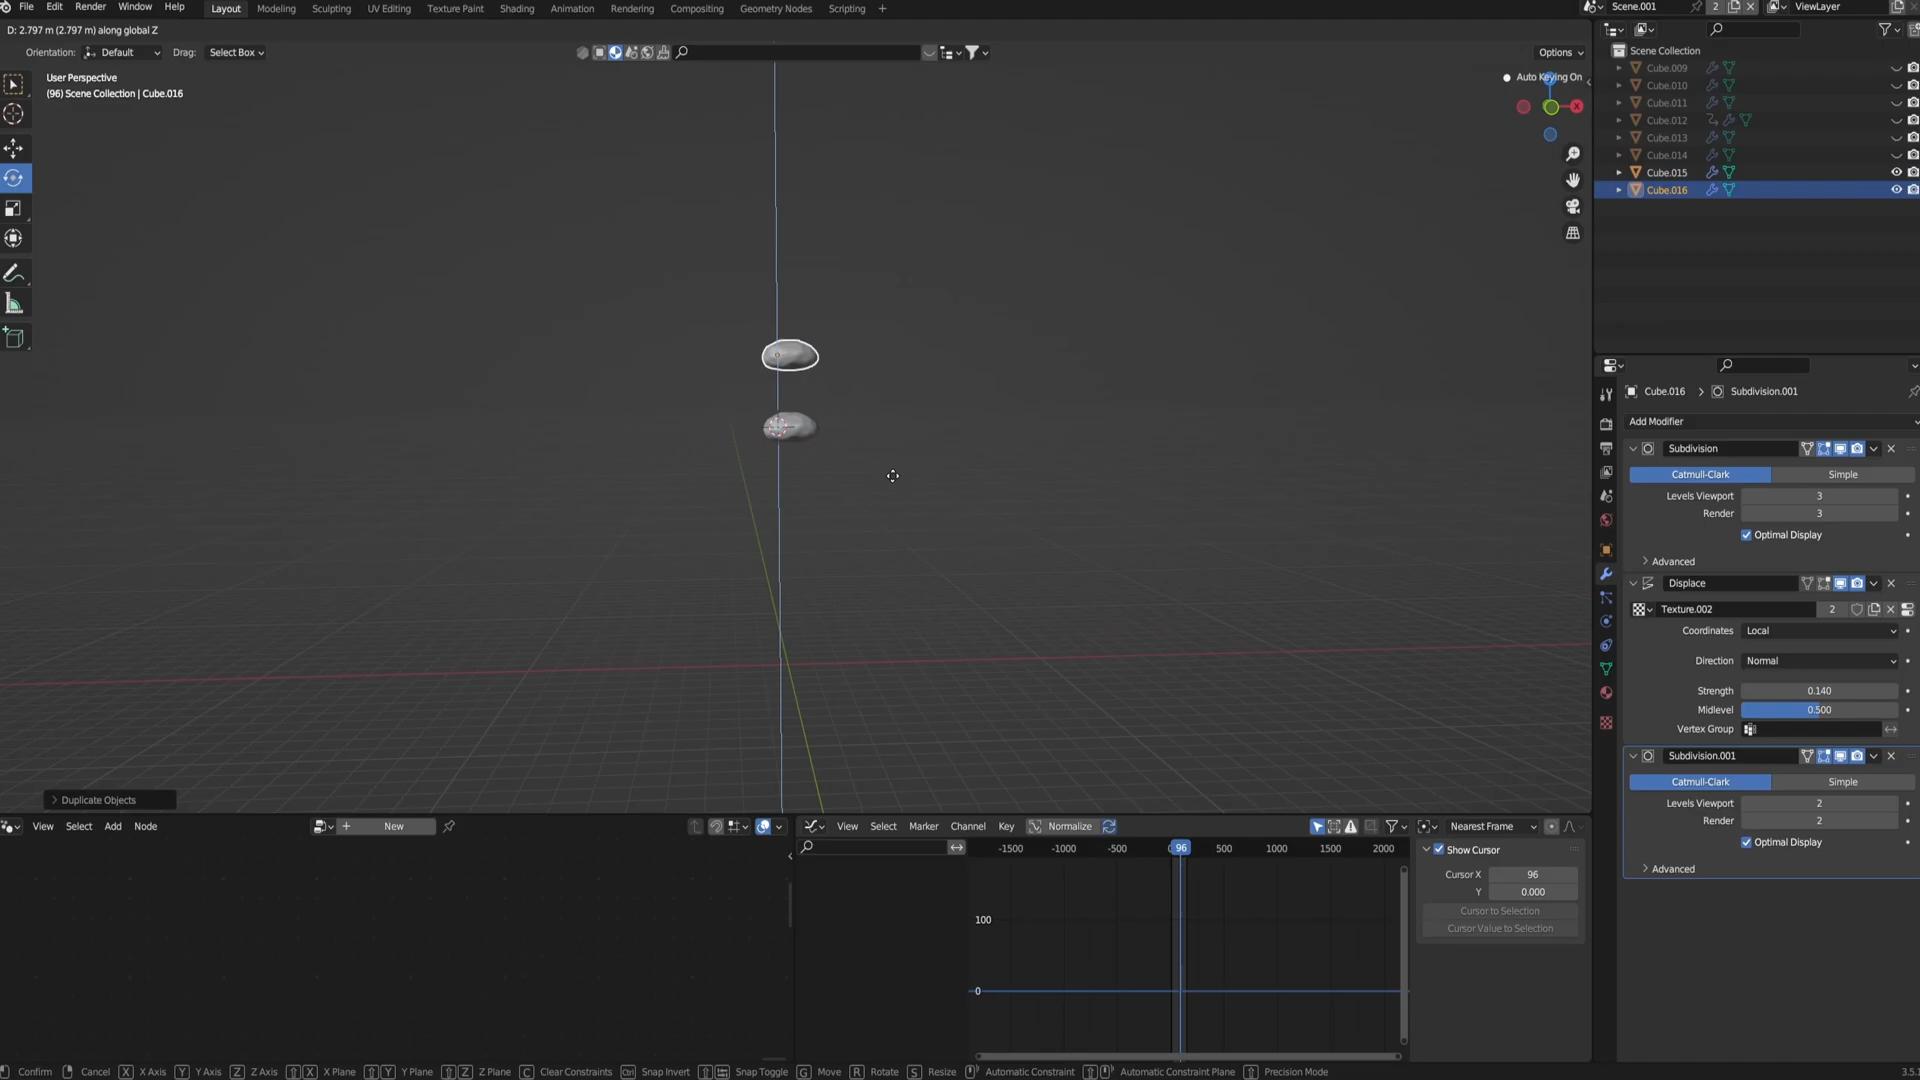 File Edit Render Window Help Layout Modeling Sculpting UV Editing Texture Paint Shading Animation Rendering Compositing Geometry Nodes Scripting + Scene.001 2 ViewLayer
D: 2.797 m (2.797 m) along global Z
Orientation: Default Drag: Select Box Options
User Perspective
(96) Scene Collection | Cube.016
Auto Keying On
X
Scene Collection
Cube.009
Cube.010
Cube.011
Cube.012
Cube.013
Cube.014
Cube.015
Cube.016
Cube.016 > Subdivision.001
Add Modifier
Subdivision
Catmull-Clark Simple
Levels Viewport 3
Render 3
Optimal Display
Advanced
Displace
Texture.002 2
Coordinates Local
Direction Normal
Strength 0.140
Midlevel 0.500
Vertex Group
Subdivision.001
Catmull-Clark Simple
Levels Viewport 2
Render 2
Optimal Display
Advanced
Duplicate Objects
View Select Add Node + New
View Select Marker Channel Key Normalize Nearest Frame
-1500 -1000 -500 0 96 500 1000 1500 2000
100
0
Show Cursor
Cursor X 96
Y 0.000
Cursor to Selection
Cursor Value to Selection
Confirm Cancel X X Axis Y Y Axis Z Z Axis X X Plane Y Y Plane Z Z Plane C Clear Constraints Ctrl Snap Invert Snap Toggle G Move R Rotate S Resize Automatic Constraint Automatic Constraint Plane Precision Mode 3.5.1